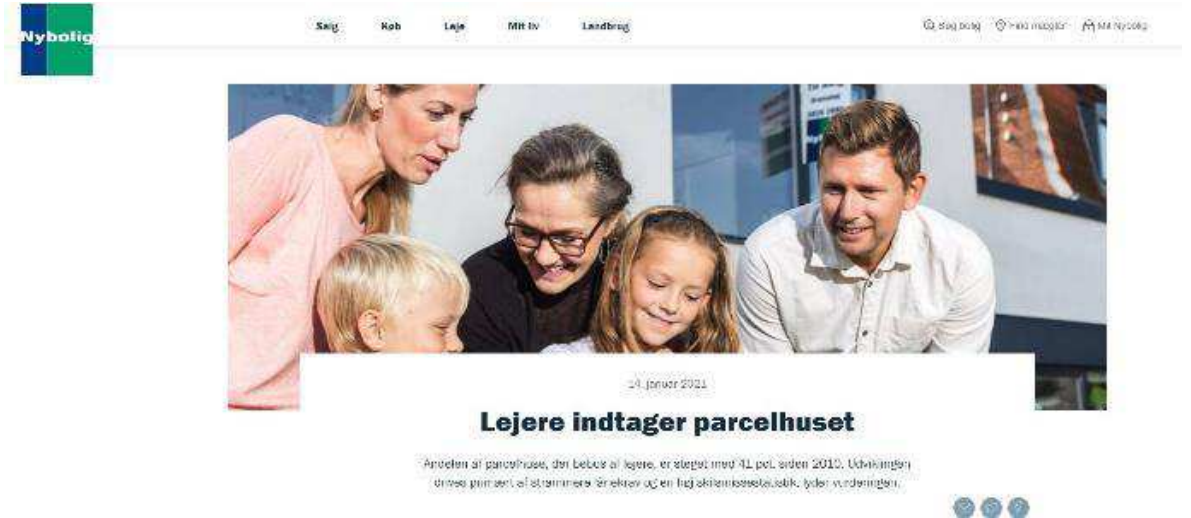 Nybolig
Salg Køb Leje Mit liv Landbrug
Søg bolig Find mægler Mit Nybolig
14. januar 2021
Lejere indtager parcelhuset
Andelen af parcelhuse, der bebos af lejere, er steget med 41 pct. siden 2010. Udviklingen
drives primært af strammere lånekrav og en høj skilsmissestatistik, lyder vurderingen.